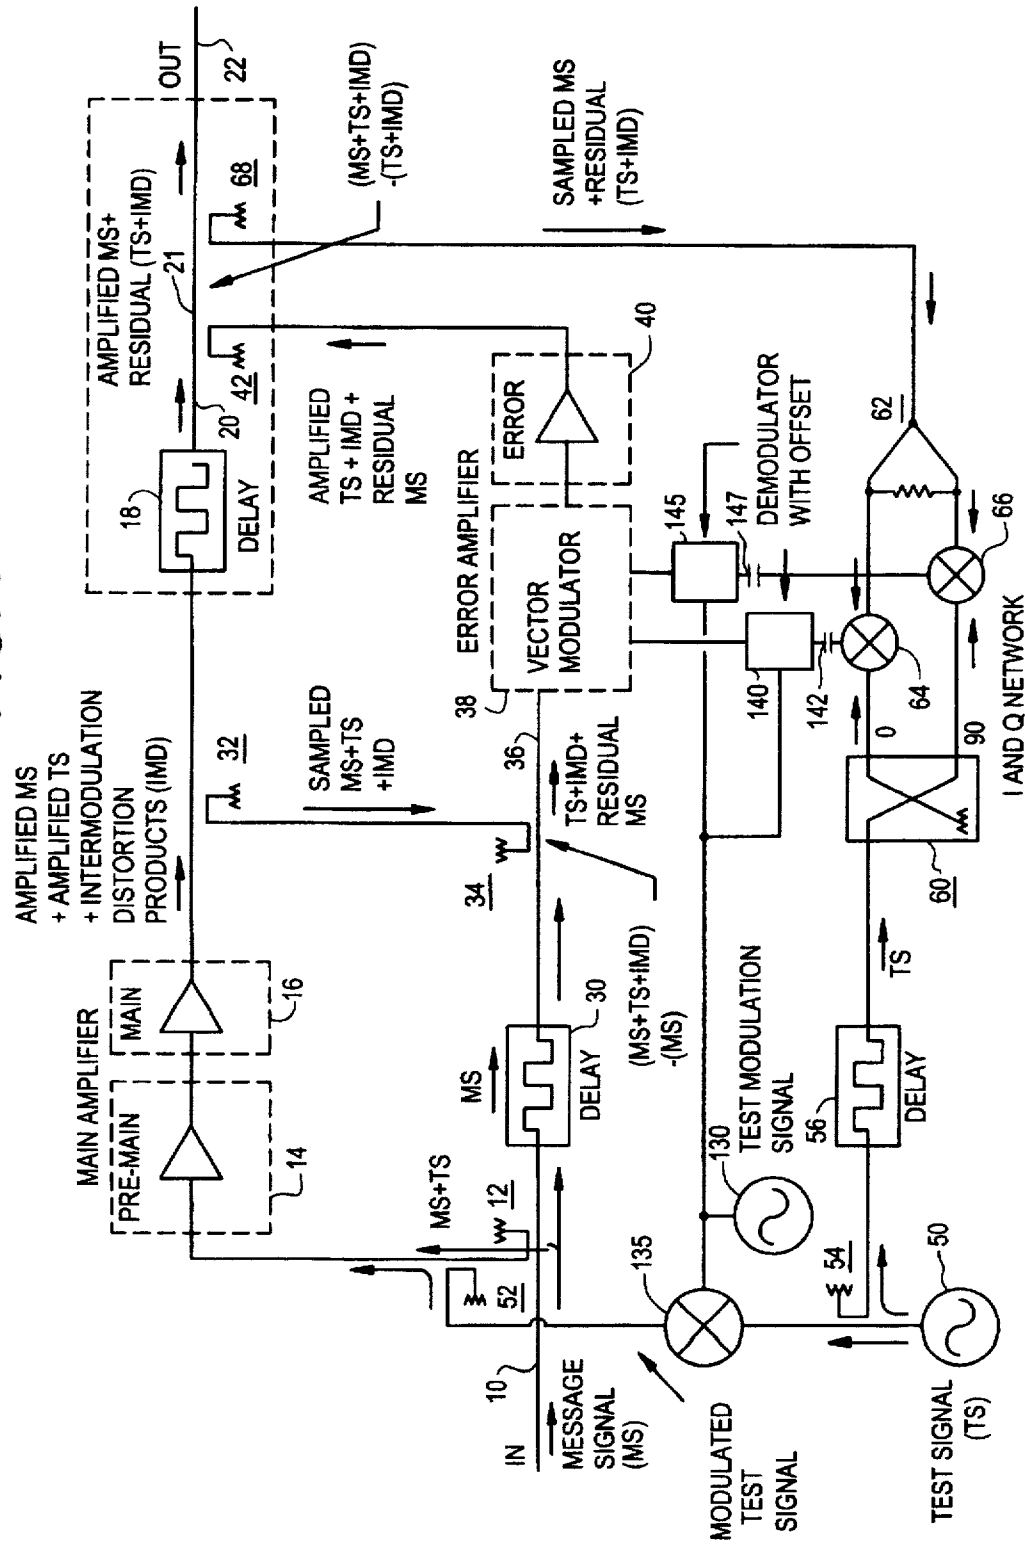 AMPLIFIED MS
+ AMPLIFIED TS
+ INTERMODULATION
DISTORTION
PRODUCTS (IMD)
MAIN AMPLIFIER
PRE-MAIN
MAIN
14
16
AMPLIFIED MS+
RESIDUAL (TS+IMD)
18
DELAY
20
21
42
68
OUT
22
(MS+TS+IMD)
-(TS+IMD)
MS+TS
12
52
32
SAMPLED
MS+TS
+IMD
34
AMPLIFIED
TS + IMD +
RESIDUAL
MS
SAMPLED MS
+RESIDUAL
(TS+IMD)
IN
10
MESSAGE
SIGNAL
(MS)
MS
30
DELAY
(MS+TS+IMD)
-(MS)
36
TS+IMD+
RESIDUAL
MS
ERROR AMPLIFIER
38
VECTOR
MODULATOR
ERROR
40
135
MODULATED
TEST
SIGNAL
130
TEST MODULATION
SIGNAL
140
142
145
147
DEMODULATOR
WITH OFFSET
50
TEST SIGNAL
(TS)
54
56
DELAY
TS
60
0
90
64
66
62
I AND Q NETWORK